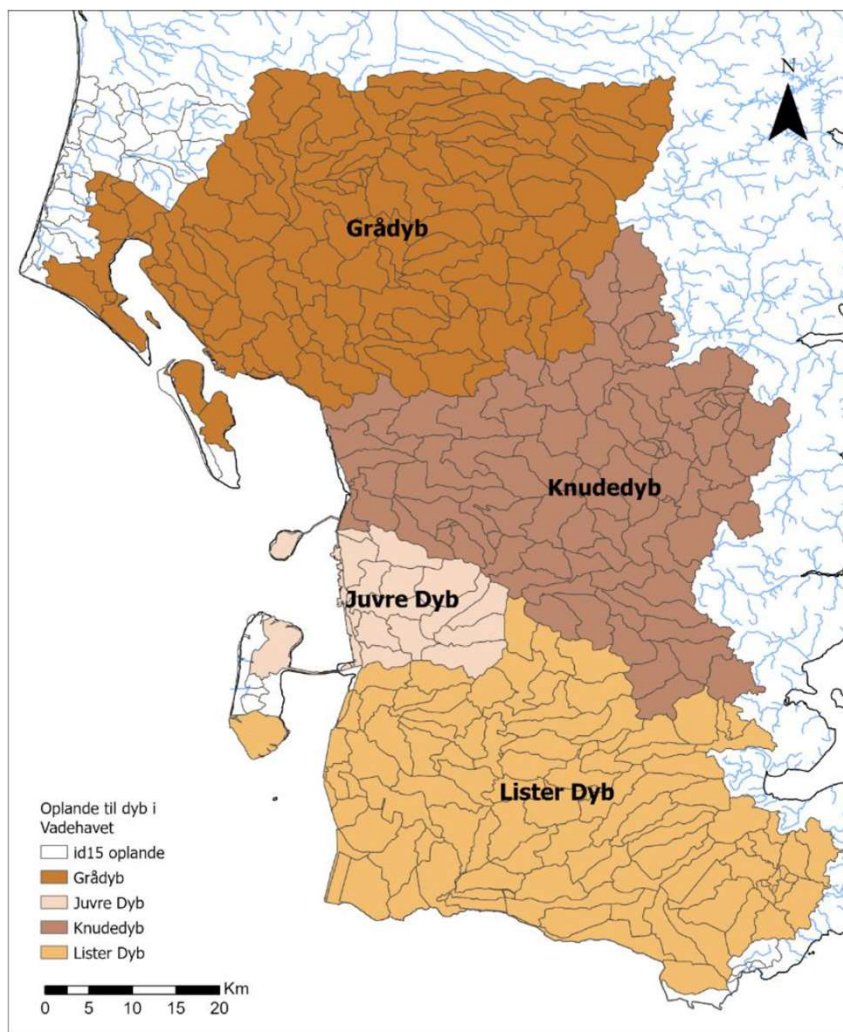 N
Grådyb
Knudedyb
Juvre Dyb
Lister Dyb
Oplande til dyb i
Vadehavet
id15 oplande
Grådyb
Juvre Dyb
Knudedyb
Lister Dyb
Km
0 5 10 15 20